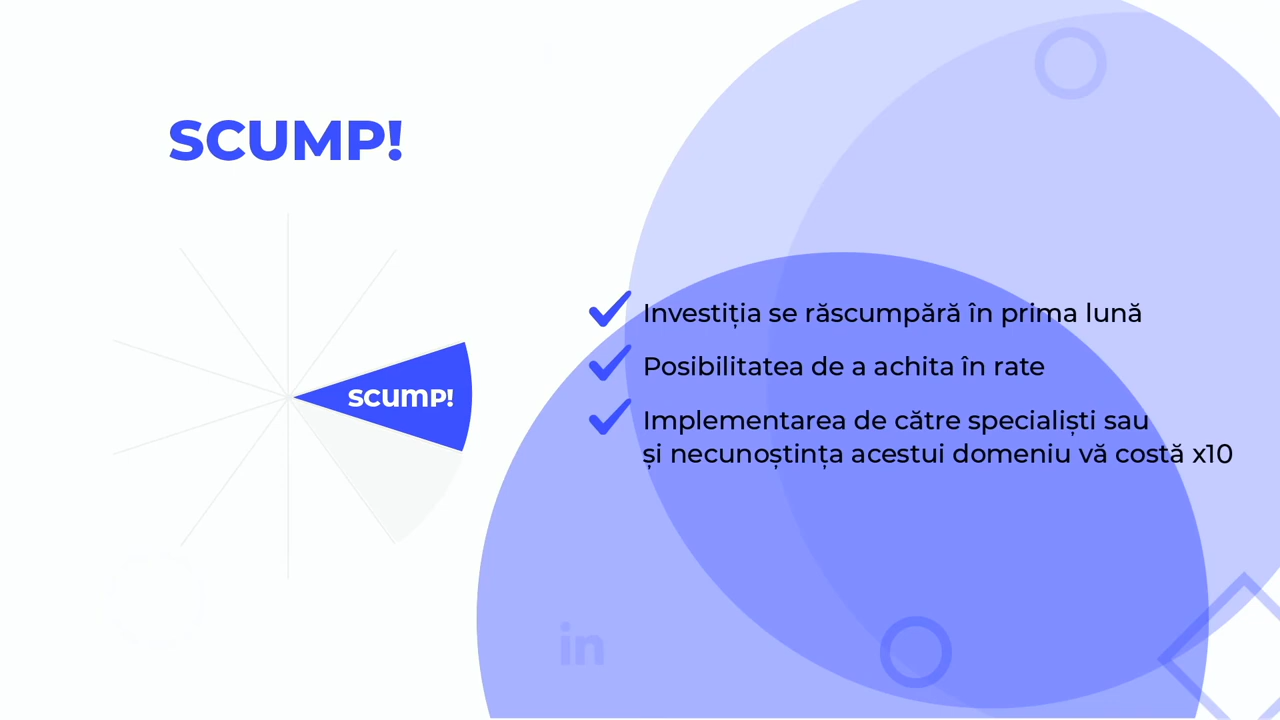 SCUMP!
SCUMP!
Investiția se răscumpără în prima lună
Posibilitatea de a achita în rate
Implementarea de către specialiști sau
și necunoștința acestui domeniu vă costă x10
in